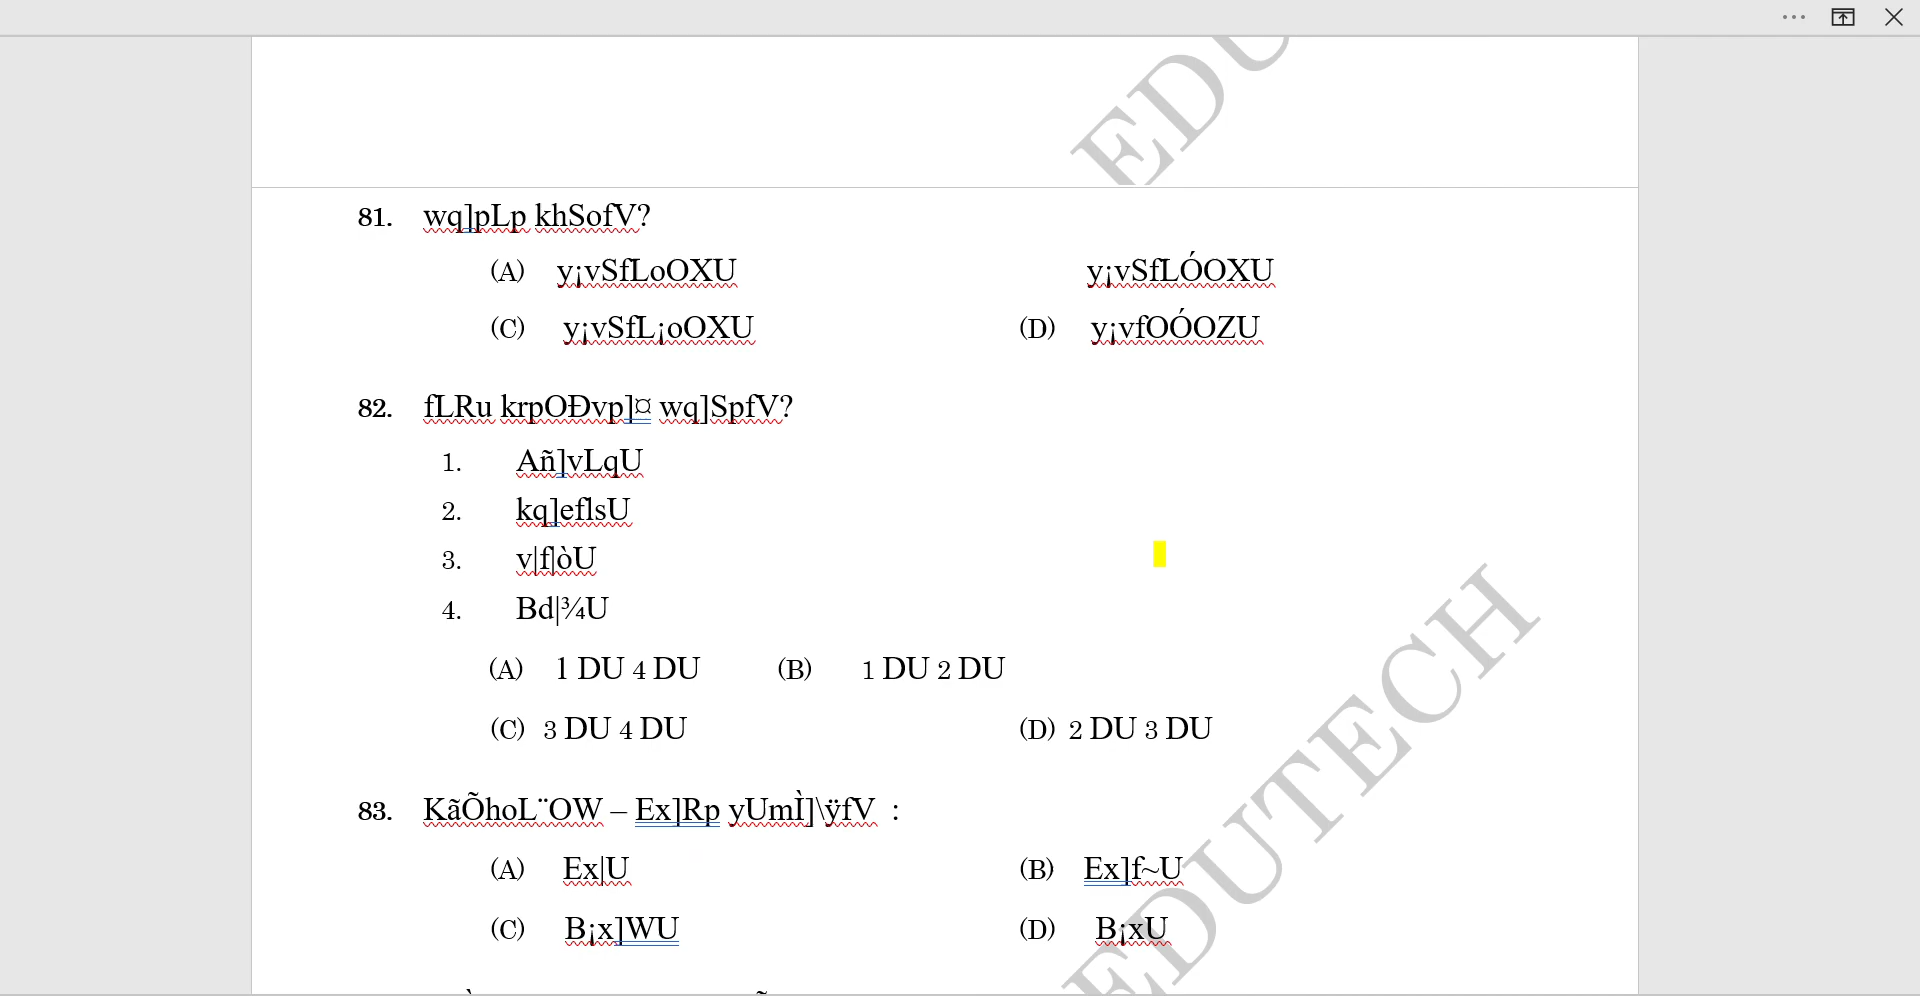 EDU
81. wq]pLp khSofV?
(A) y¡vSfLoOXU y¡vSfLÓOXU
(C) y¡vSfL¡oOXU (D) y¡vfOÓOZU
82. fLRu krpOÐvp]¤ wq]SpfV?
1. Añ]vLqU
2. kq]eflsU
3. v|f|òU
4. Bd|¾U
(A) 1 DU 4 DU (B) 1 DU 2 DU
(C) 3 DU 4 DU (D) 2 DU 3 DU
83. KãÕhoL¨OW – Ex]Rp yUmÌ]\ÿfV :
(A) Ex|U (B) Ex]f~U
(C) B¡x]WU (D) B¡xU
EDUTECH